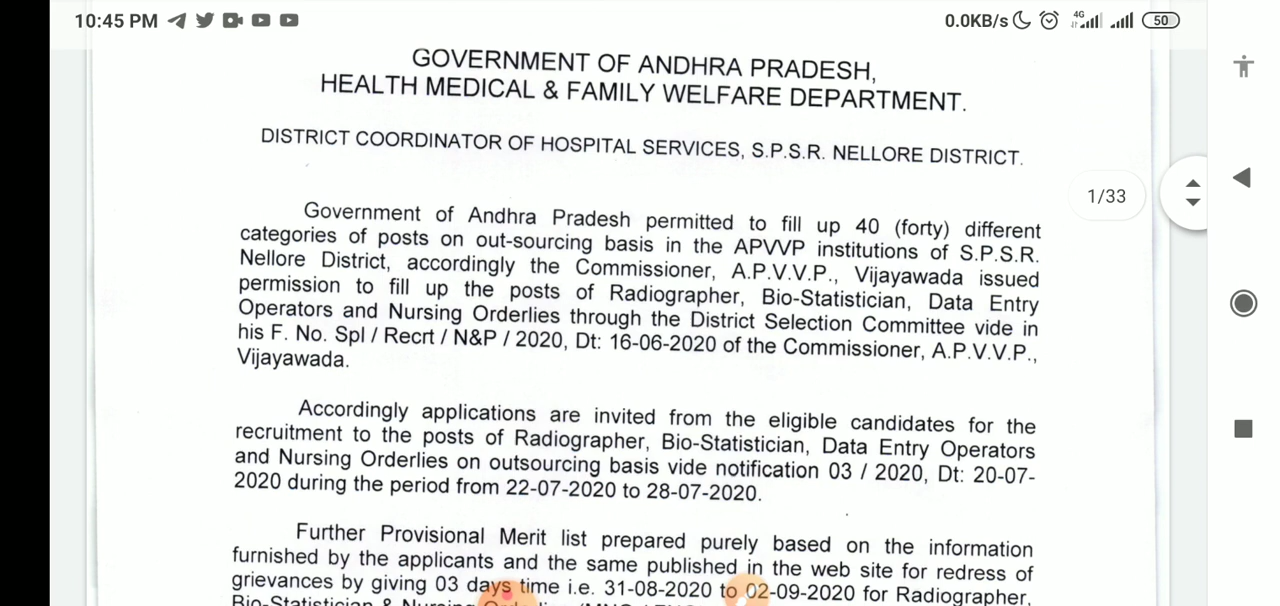 10:45 PM
0.0KB/s 4G 50
GOVERNMENT OF ANDHRA PRADESH,
HEALTH MEDICAL & FAMILY WELFARE DEPARTMENT.
DISTRICT COORDINATOR OF HOSPITAL SERVICES, S.P.S.R. NELLORE DISTRICT.
1/33
Government of Andhra Pradesh permitted to fill up 40 (forty) different
categories of posts on out-sourcing basis in the APVVP institutions of S.P.S.R.
Nellore District, accordingly the Commissioner, A.P.V.V.P., Vijayawada issued
permission to fill up the posts of Radiographer, Bio-Statistician, Data Entry
Operators and Nursing Orderlies through the District Selection Committee vide in
his F. No. Spl / Recrt / N&P / 2020, Dt: 16-06-2020 of the Commissioner, A.P.V.V.P.,
Vijayawada.
Accordingly applications are invited from the eligible candidates for the
recruitment to the posts of Radiographer, Bio-Statistician, Data Entry Operators
and Nursing Orderlies on outsourcing basis vide notification 03 / 2020, Dt: 20-07-
2020 during the period from 22-07-2020 to 28-07-2020.
Further Provisional Merit list prepared purely based on the information
furnished by the applicants and the same published in the web site for redress of
grievances by giving 03 days time i.e. 31-08-2020 to 02-09-2020 for Radiographer,
Bio-Statistician &